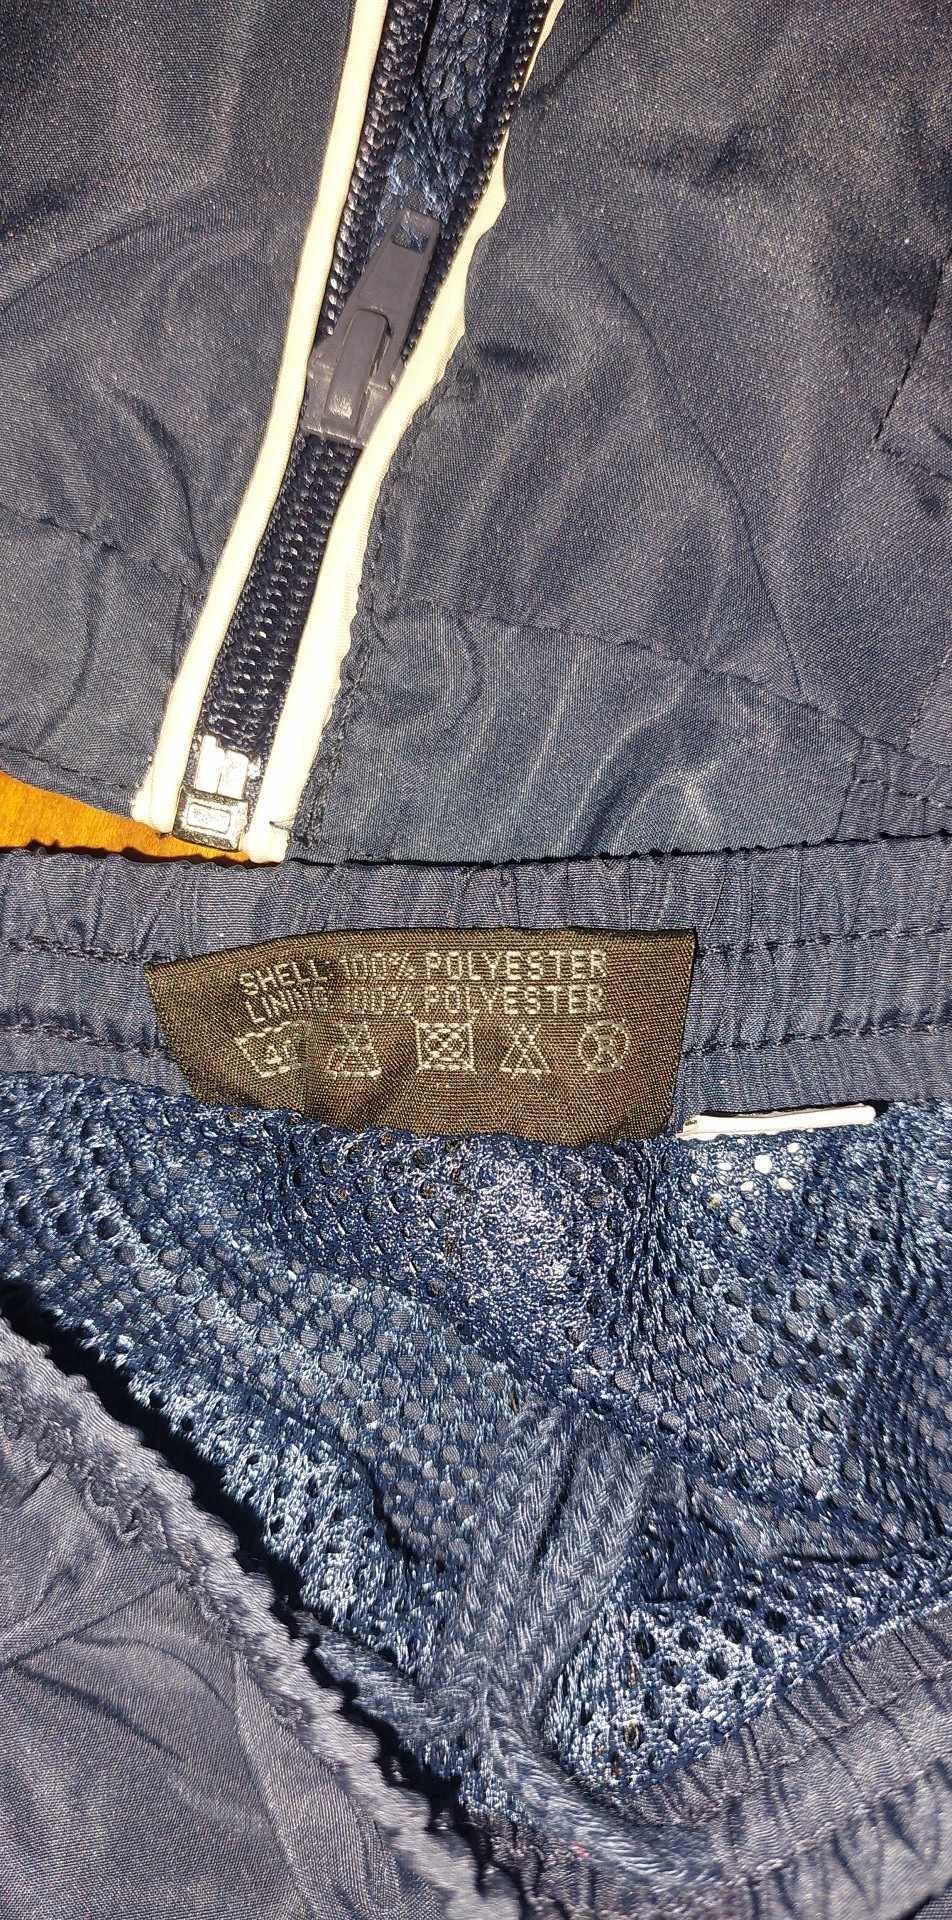 SHELL 100% POLYESTER
LINING 100% POLYESTER